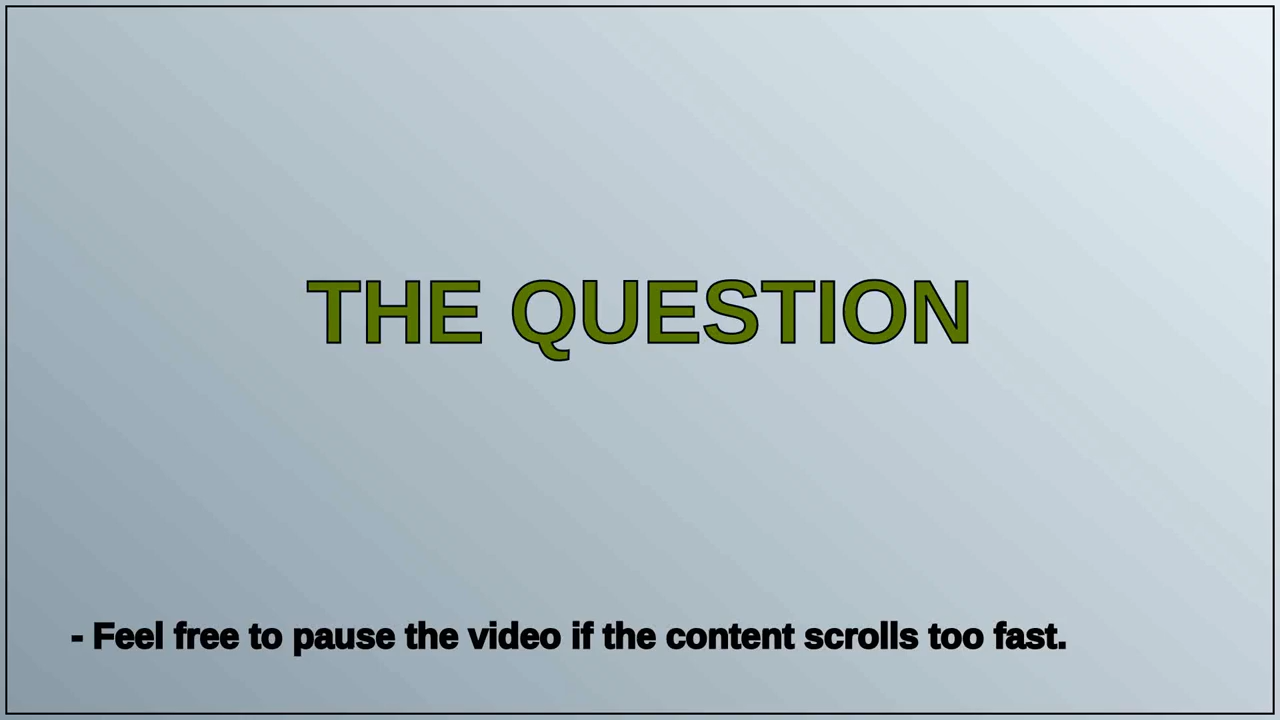 THE QUESTION
- Feel free to pause the video if the content scrolls too fast.